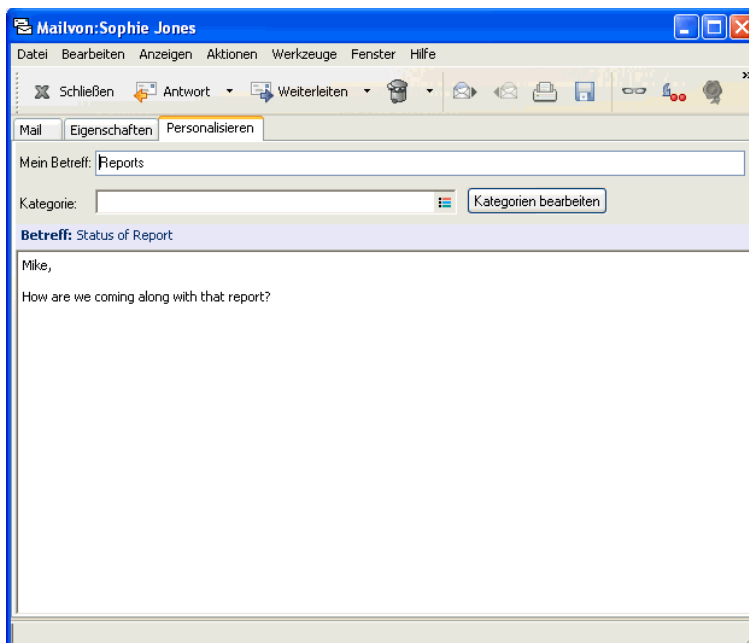 Mailvon:Sophie Jones
Datei Bearbeiten Anzeigen Aktionen Werkzeuge Fenster Hilfe
Schließen Antwort Weiterleiten »
Mail Eigenschaften Personalisieren
Mein Betreff: Reports
Kategorie: Kategorien bearbeiten
Betreff: Status of Report
Mike,
How are we coming along with that report?